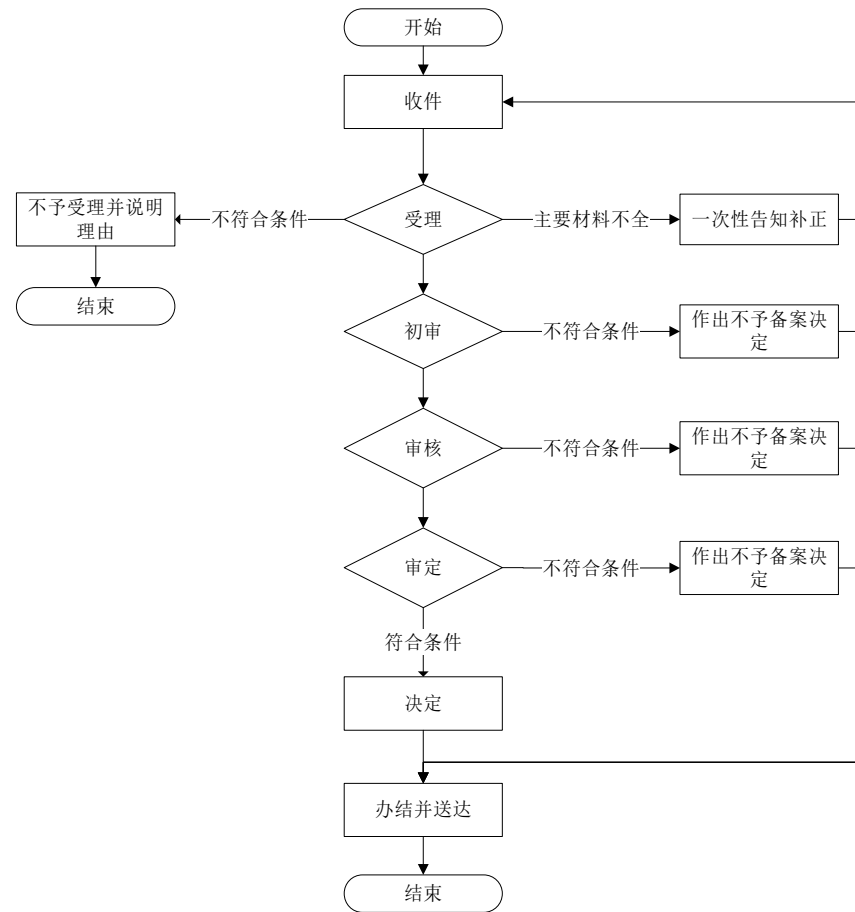 开始
收件
不予受理并说明
理由
不符合条件
受理
主要材料不全
一次性告知补正
结束
初审
不符合条件
作出不予备案决
定
审核
不符合条件
作出不予备案决
定
审定
不符合条件
作出不予备案决
定
符合条件
决定
办结并送达
结束